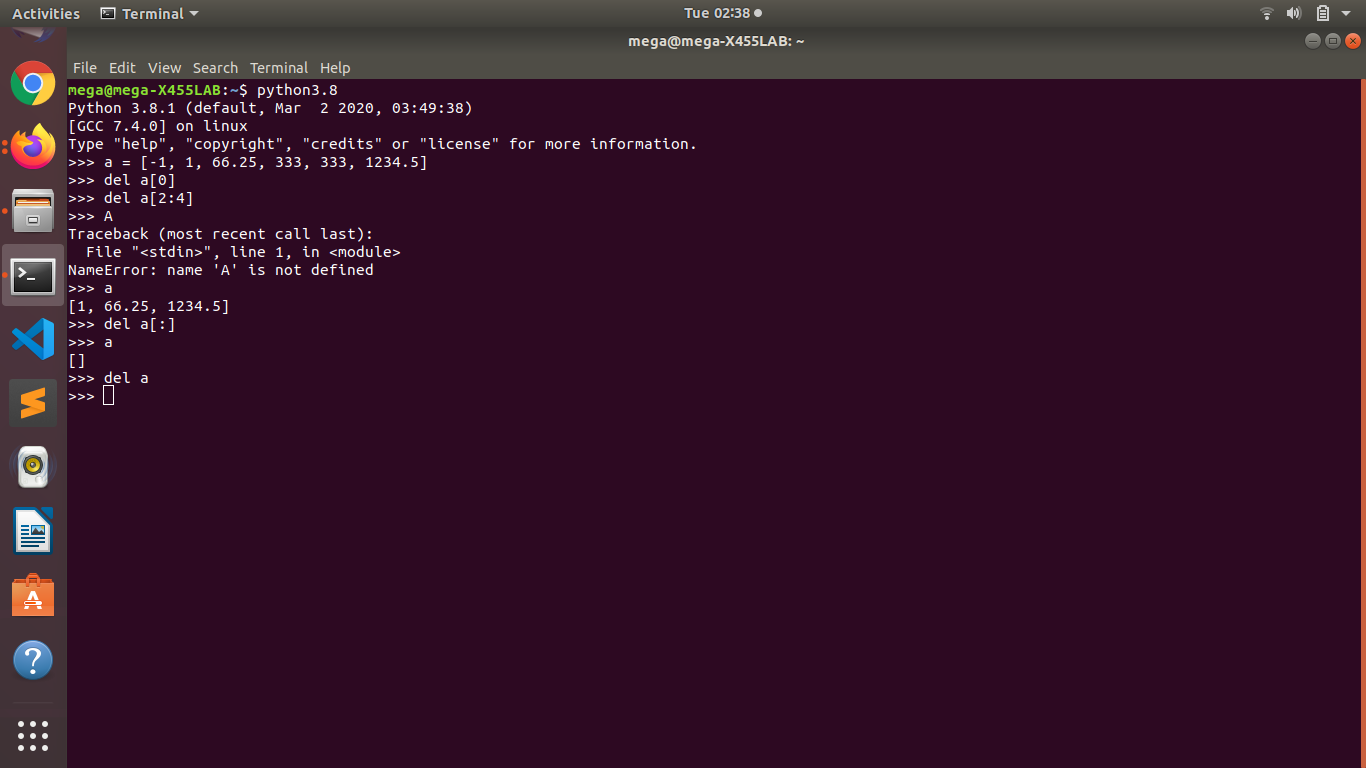 Activities Terminal Tue 02:38
mega@mega-X455LAB: ~
File Edit View Search Terminal Help
mega@mega-X455LAB:~$ python3.8
Python 3.8.1 (default, Mar  2 2020, 03:49:38)
[GCC 7.4.0] on linux
Type "help", "copyright", "credits" or "license" for more information.
>>> a = [-1, 1, 66.25, 333, 333, 1234.5]
>>> del a[0]
>>> del a[2:4]
>>> A
Traceback (most recent call last):
  File "<stdin>", line 1, in <module>
NameError: name 'A' is not defined
>>> a
[1, 66.25, 1234.5]
>>> del a[:]
>>> a
[]
>>> del a
>>>